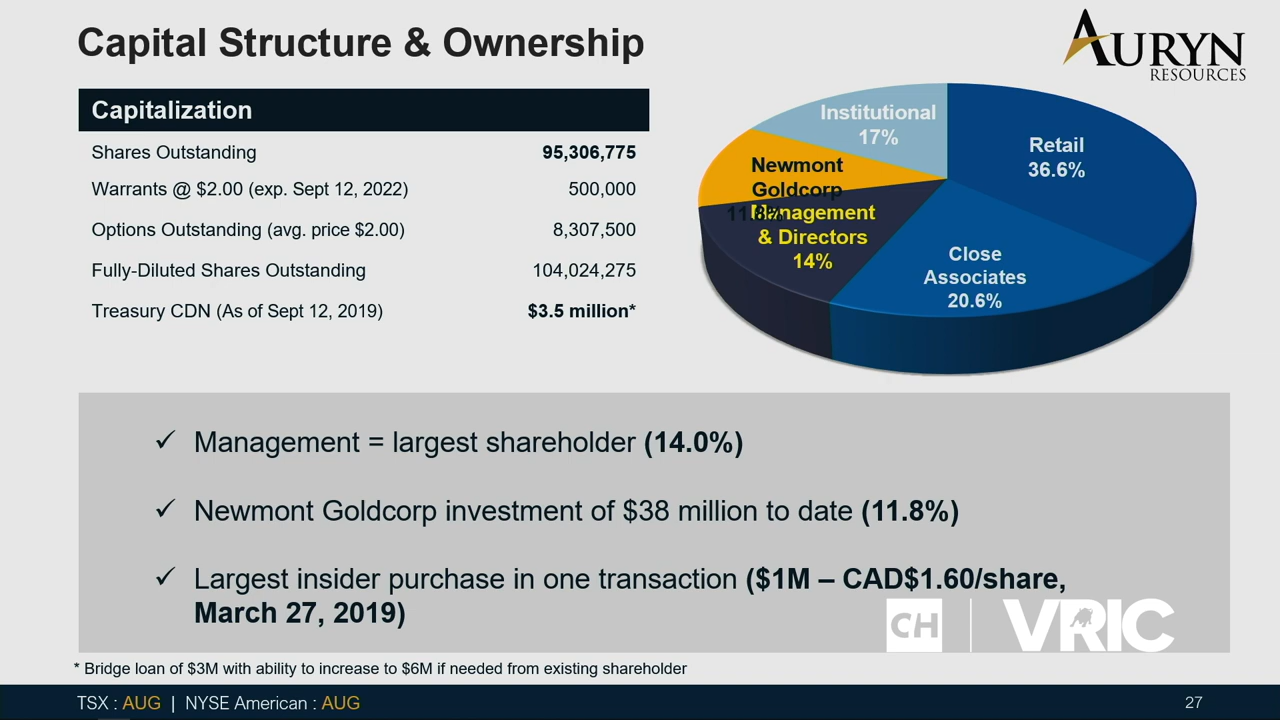 Capital Structure & Ownership
AURYN
RESOURCES
Capitalization
Shares Outstanding 95,306,775
Warrants @ $2.00 (exp. Sept 12, 2022) 500,000
Options Outstanding (avg. price $2.00) 8,307,500
Fully-Diluted Shares Outstanding 104,024,275
Treasury CDN (As of Sept 12, 2019) $3.5 million*
Institutional
17%
Retail
36.6%
Newmont
Goldcorp
11.8%
Management
& Directors
14%
Close
Associates
20.6%
✓ Management = largest shareholder (14.0%)
✓ Newmont Goldcorp investment of $38 million to date (11.8%)
✓ Largest insider purchase in one transaction ($1M – CAD$1.60/share,
March 27, 2019)
CH | VRIC
* Bridge loan of $3M with ability to increase to $6M if needed from existing shareholder
TSX : AUG | NYSE American : AUG
27